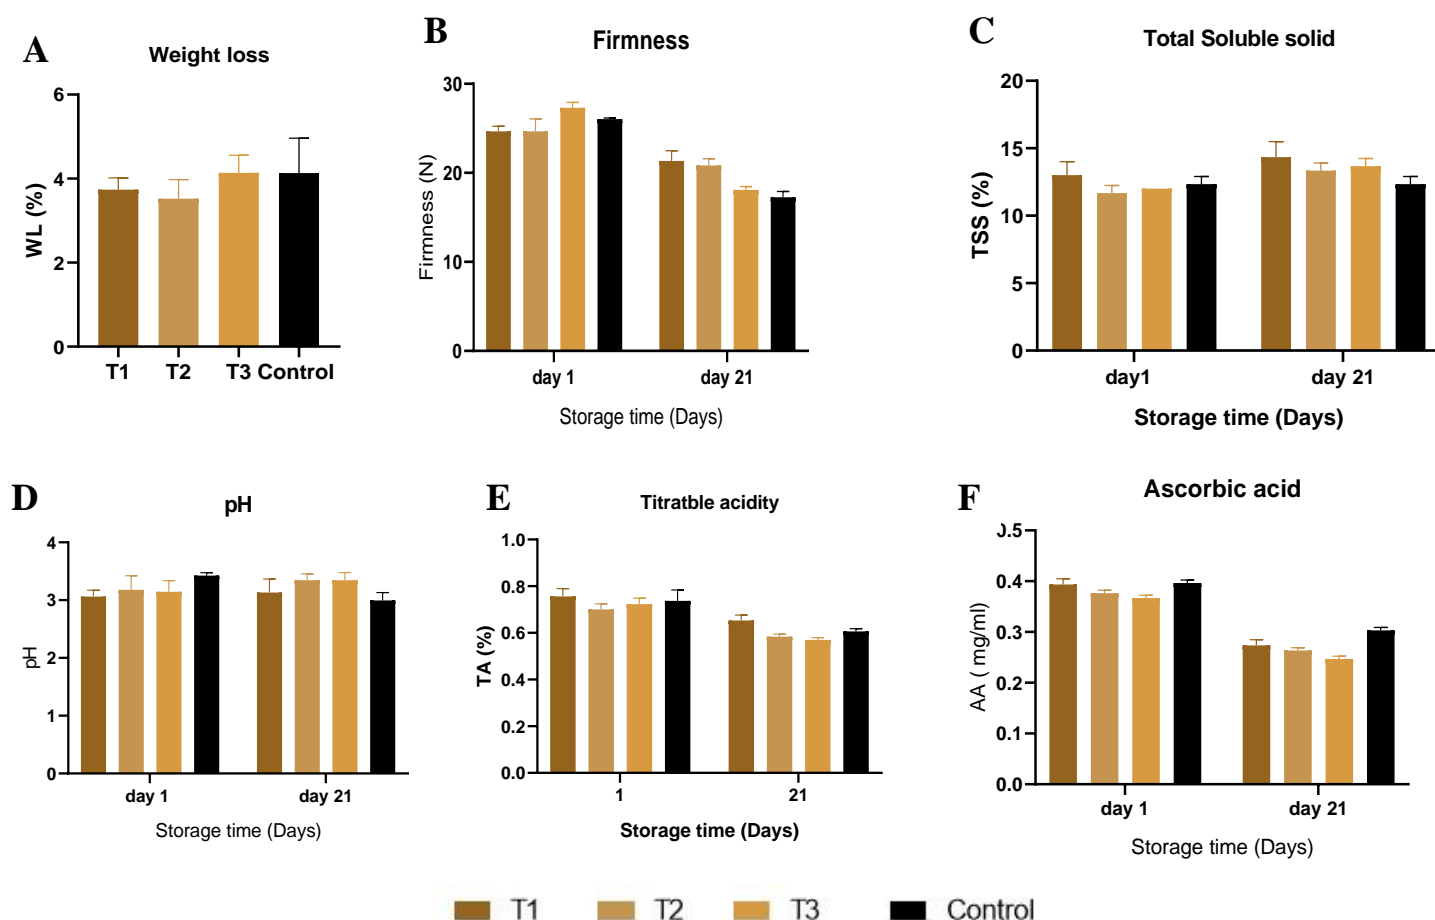 A
Weight loss
WL (%)
6
4
2
0
T1 T2 T3 Control
B
Firmness
Firmness (N)
30
20
10
0
day 1 day 21
Storage time (Days)
C
Total Soluble solid
TSS (%)
20
15
10
5
0
day1 day 21
Storage time (Days)
D
pH
pH
4
3
2
1
0
day 1 day 21
Storage time (Days)
E
Titratble acidity
TA (%)
1.0
0.8
0.6
0.4
0.2
0.0
1 21
Storage time (Days)
F
Ascorbic acid
AA ( mg/ml)
0.5
0.4
0.3
0.2
0.1
0.0
day 1 day 21
Storage time (Days)
T1 T2 T3 Control